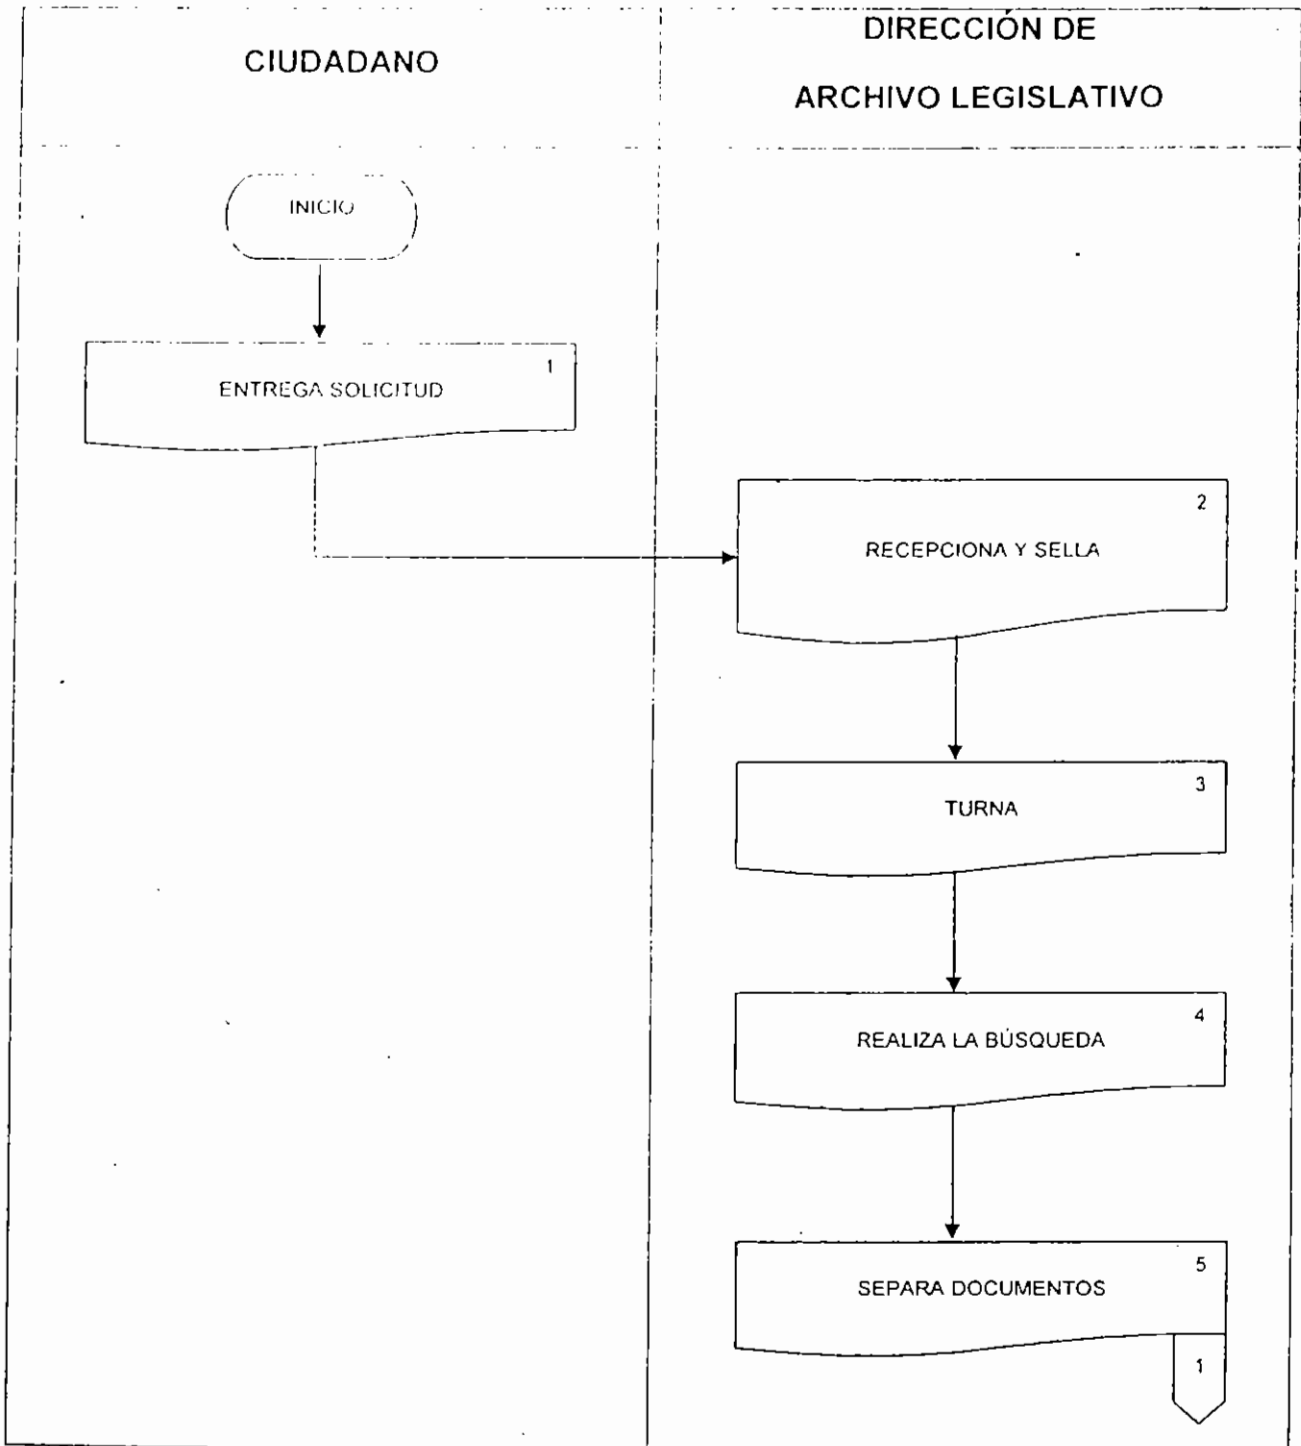 CIUDADANO
DIRECCIÓN DE
ARCHIVO LEGISLATIVO
INICIO
1
ENTREGA SOLICITUD
2
RECEPCIONA Y SELLA
3
TURNA
4
REALIZA LA BÚSQUEDA
5
SEPARA DOCUMENTOS
1